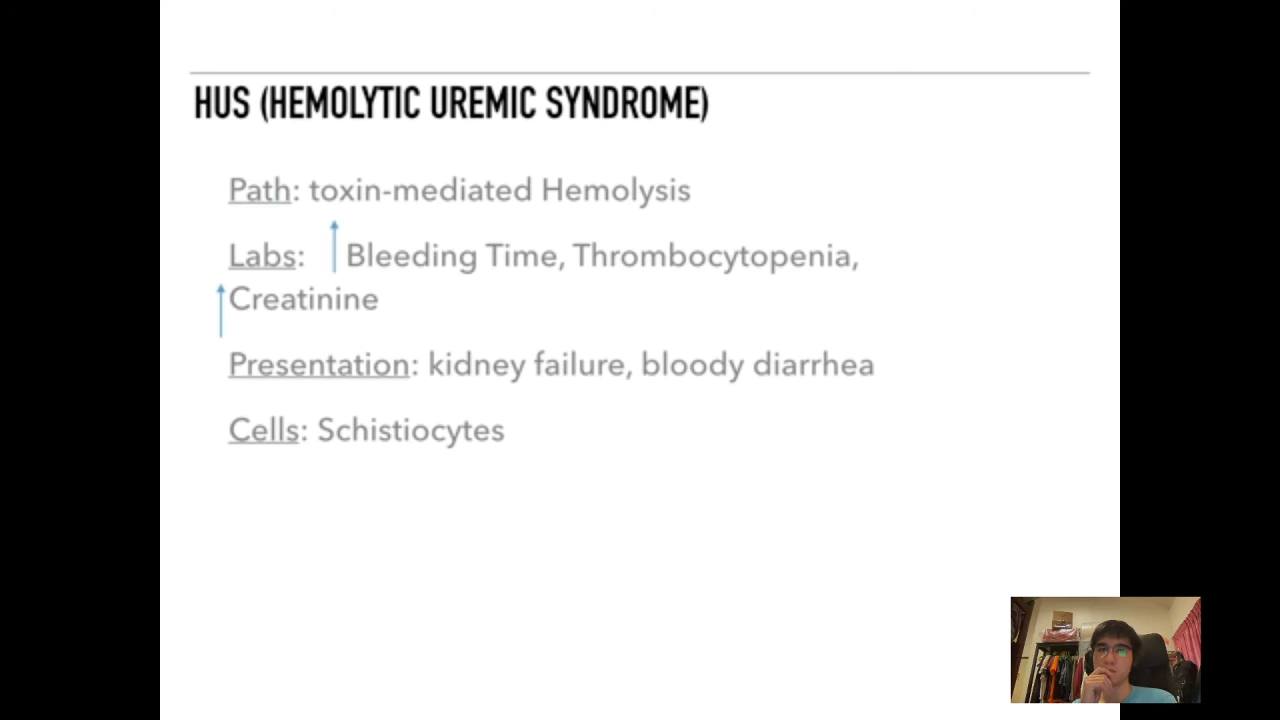 HUS (HEMOLYTIC UREMIC SYNDROME)
Path: toxin-mediated Hemolysis
Labs: Bleeding Time, Thrombocytopenia,
Creatinine
Presentation: kidney failure, bloody diarrhea
Cells: Schistiocytes